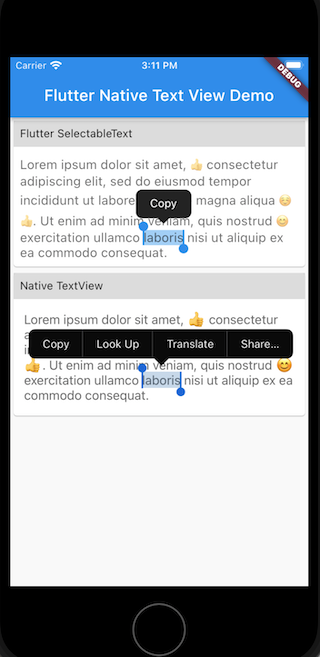 Carrier 3:11 PM
DEBUG
Flutter Native Text View Demo
Flutter SelectableText
Lorem ipsum dolor sit amet, 👍 consectetur
adipiscing elit, sed do eiusmod tempor
incididunt ut labore magna aliqua 😊
Copy
👍. Ut enim ad minim veniam, quis nostrud 😊
exercitation ullamco laboris nisi ut aliquip ex
ea commodo consequat.
Native TextView
Lorem ipsum dolor sit amet, 👍 consectetur
Copy Look Up Translate Share...
👍. Ut enim ad minim veniam, quis nostrud 😊
exercitation ullamco laboris nisi ut aliquip ex ea
commodo consequat.